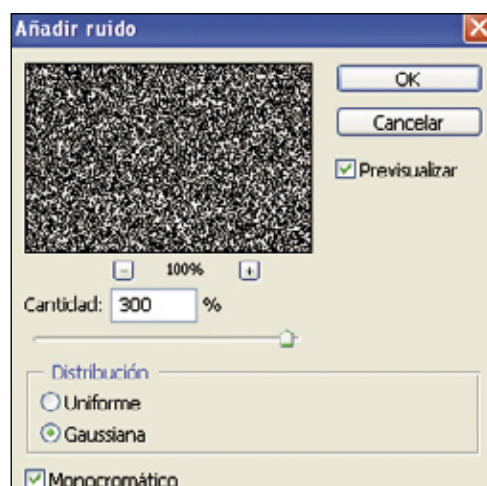 Añadir ruido
OK
Cancelar
Previsualizar
100%
Cantidad: 300 %
Distribución
Uniforme
Gaussiana
Monocromático